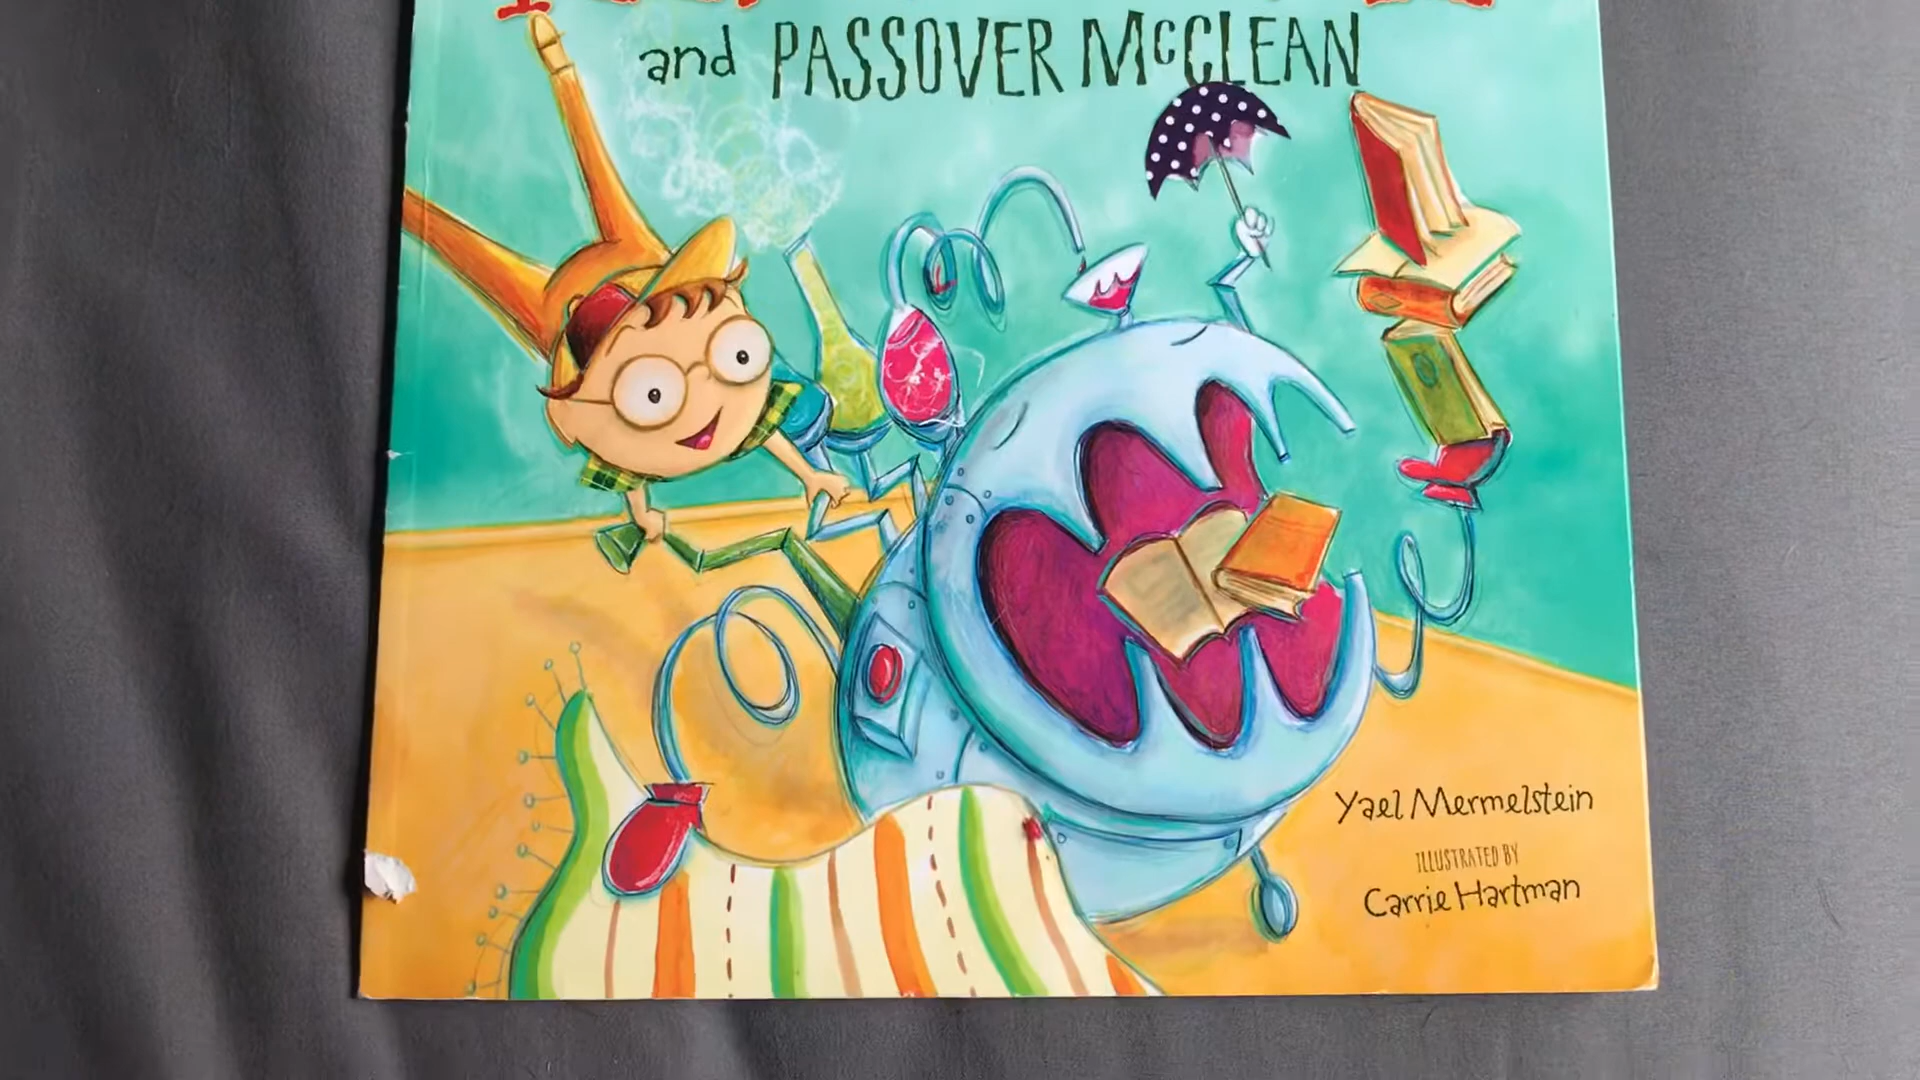 and PASSOVER McCLEAN
Yael Mermelstein
ILLUSTRATED BY
Carrie Hartman